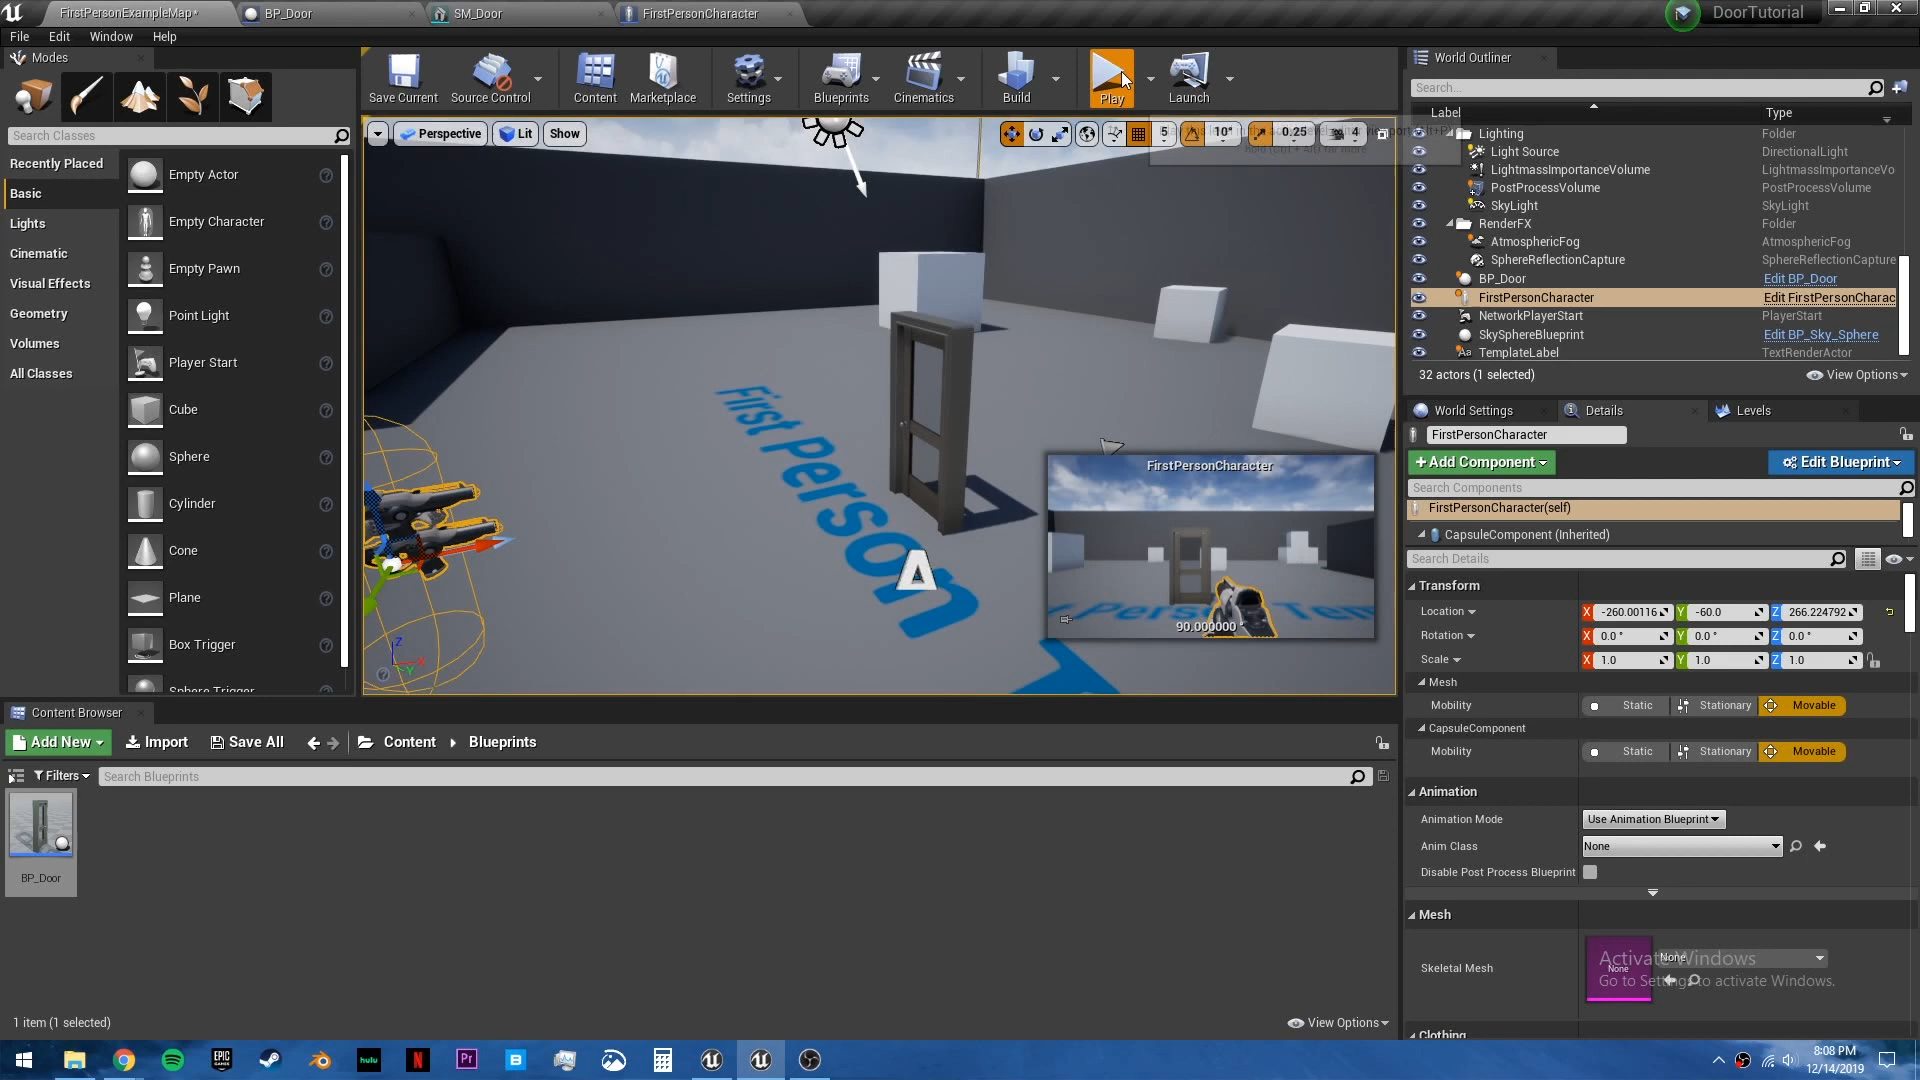 FirstPersonExampleMap*
BP_Door
SM_Door
FirstPersonCharacter
DoorTutorial
File Edit Window Help
Modes
Search Classes
Recently Placed
Basic
Lights
Cinematic
Visual Effects
Geometry
Volumes
All Classes
Empty Actor
Empty Character
Empty Pawn
Point Light
Player Start
Cube
Sphere
Cylinder
Cone
Plane
Box Trigger
Sphere Trigger
Save Current
Source Control
Content
Marketplace
Settings
Blueprints
Cinematics
Build
Play
Launch
Perspective
Lit
Show
5
10°
0.25
4
First Person
A
FirstPersonCharacter
90.000000
World Outliner
Search...
Label Type
Lighting Folder
Light Source DirectionalLight
LightmassImportanceVolume LightmassImportanceVo
PostProcessVolume PostProcessVolume
SkyLight SkyLight
RenderFX Folder
AtmosphericFog AtmosphericFog
SphereReflectionCapture SphereReflectionCapture
BP_Door Edit BP_Door
FirstPersonCharacter Edit FirstPersonCharac
NetworkPlayerStart PlayerStart
SkySphereBlueprint Edit BP_Sky_Sphere
TemplateLabel TextRenderActor
32 actors (1 selected)
View Options
World Settings
Details
Levels
FirstPersonCharacter
+Add Component
Edit Blueprint
Search Components
FirstPersonCharacter(self)
CapsuleComponent (Inherited)
Search Details
Transform
Location X -260.00116 Y -60.0 Z 266.224792
Rotation X 0.0 ° Y 0.0 ° Z 0.0 °
Scale X 1.0 Y 1.0 Z 1.0
Mesh
Mobility Static Stationary Movable
CapsuleComponent
Mobility Static Stationary Movable
Animation
Animation Mode Use Animation Blueprint
Anim Class None
Disable Post Process Blueprint
Mesh
Skeletal Mesh None None
Activate Windows
Go to Settings to activate Windows.
Clothing
Content Browser
Add New
Import
Save All
Content
Blueprints
Filters
Search Blueprints
BP_Door
1 item (1 selected)
View Options
EPIC GAMES
hulu
N
Pr
B
8:08 PM
12/14/2019